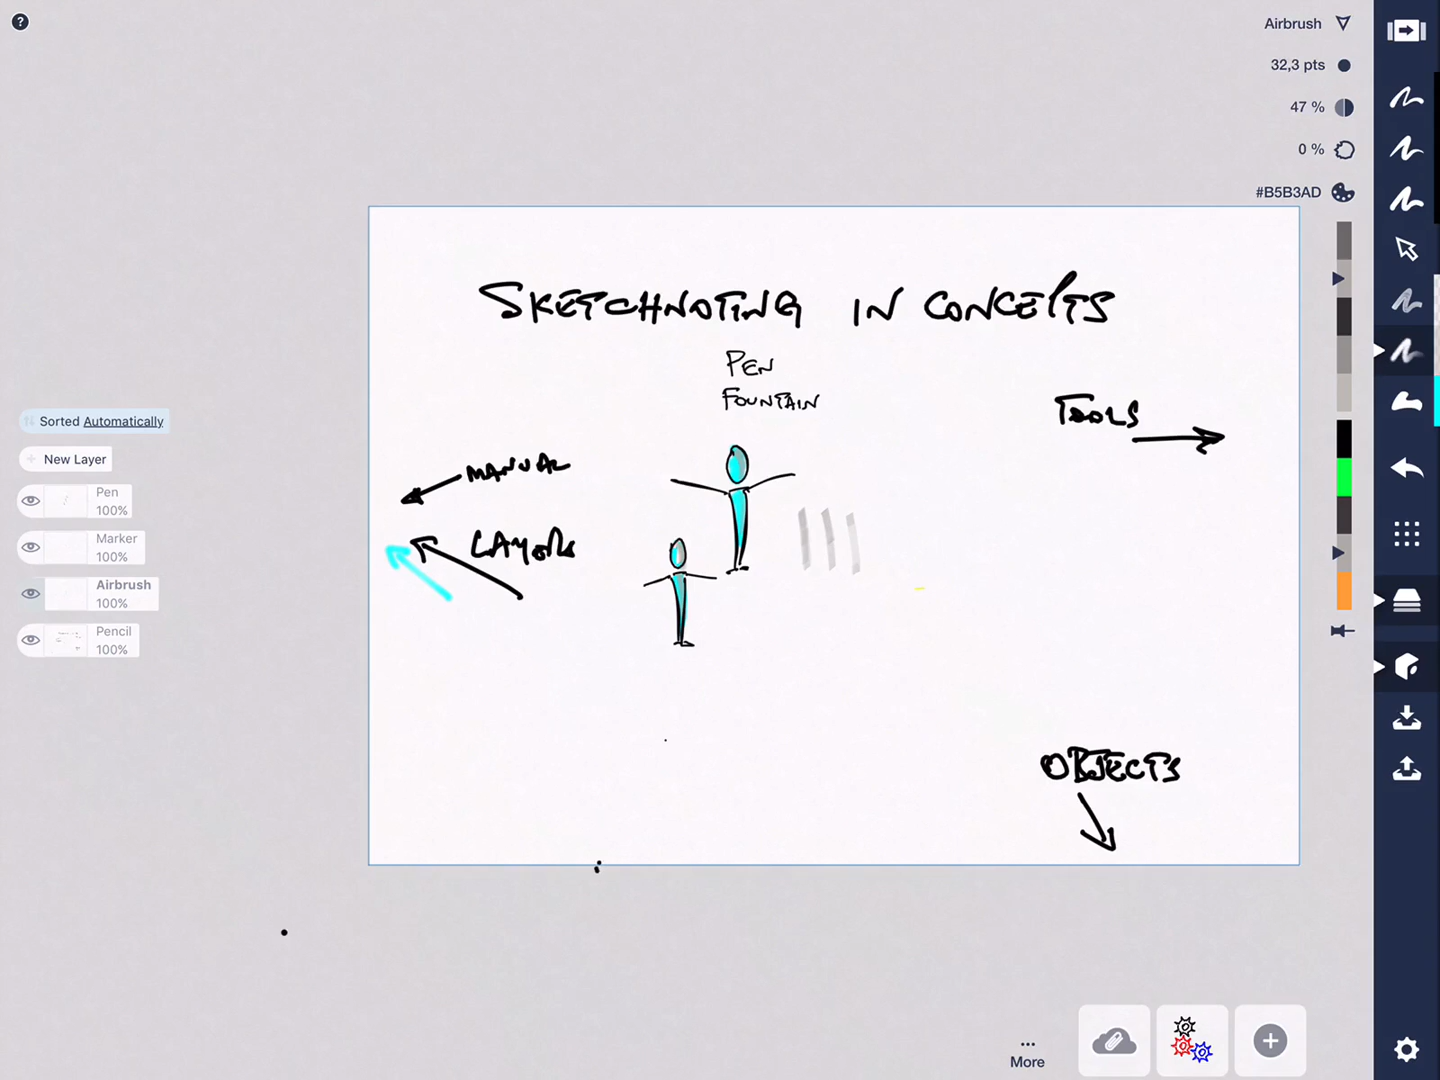 ?
Airbrush
32,3 pts
47 %
0 %
#B5B3AD
SKETCHNOTING IN CONCEPTS
PEN
FOUNTAIN
TOOLS
Sorted Automatically
+ New Layer
MANUAL
Pen
100%
LAYERS
Marker
100%
Airbrush
100%
Pencil
100%
OBJECTS
...
More